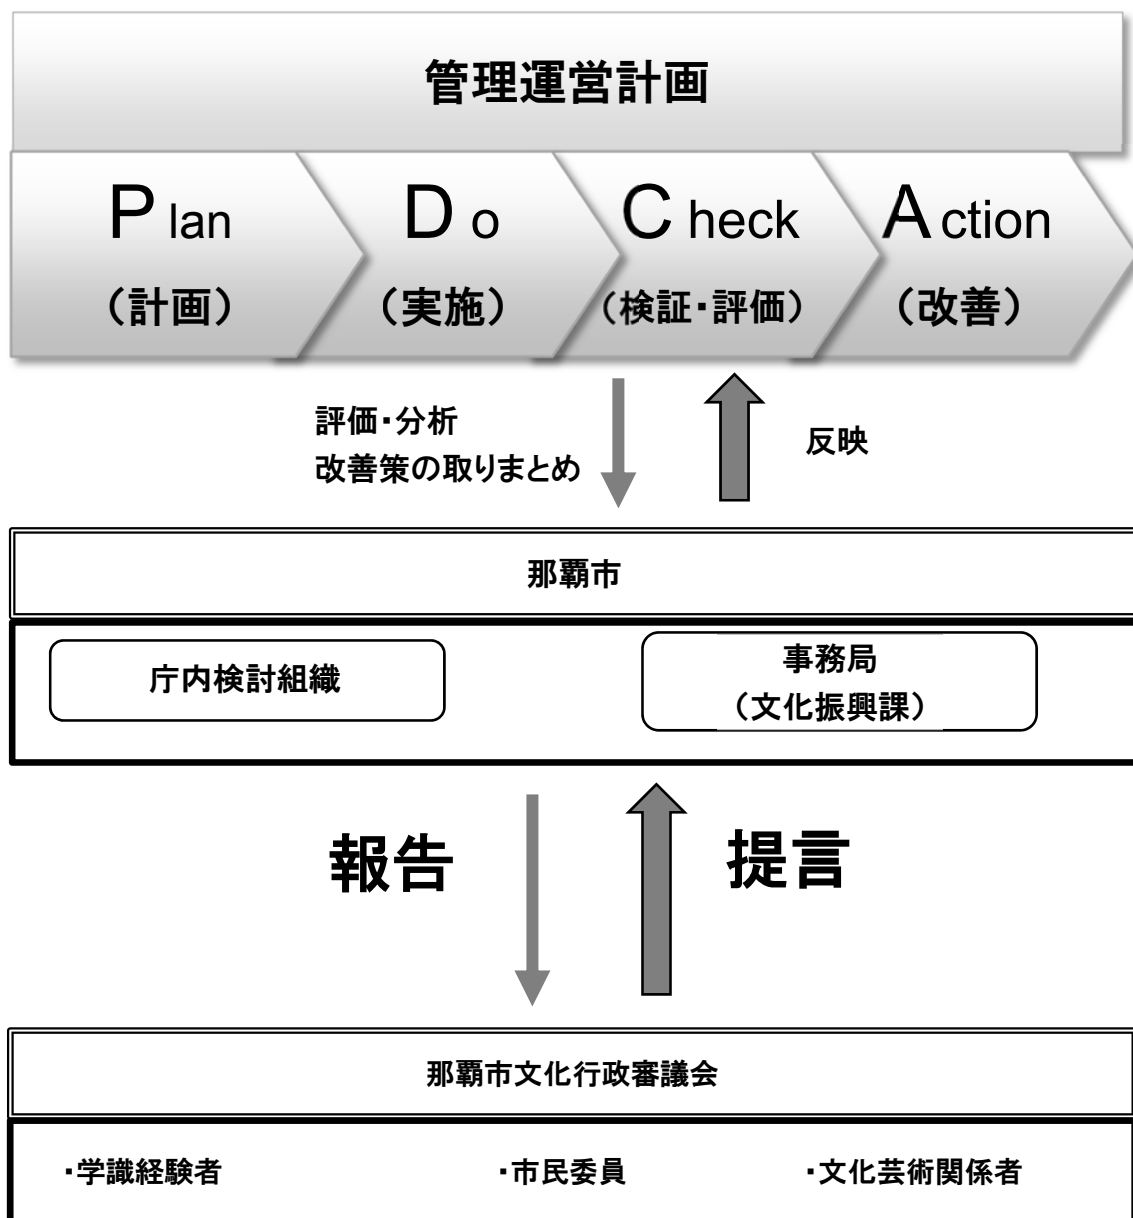 管理運営計画
Plan Do Check Action
（計画） （実施） （検証・評価） （改善）
評価・分析
改善策の取りまとめ
反映
那覇市
庁内検討組織
事務局
（文化振興課）
報告 提言
那覇市文化行政審議会
・学識経験者 ・市民委員 ・文化芸術関係者